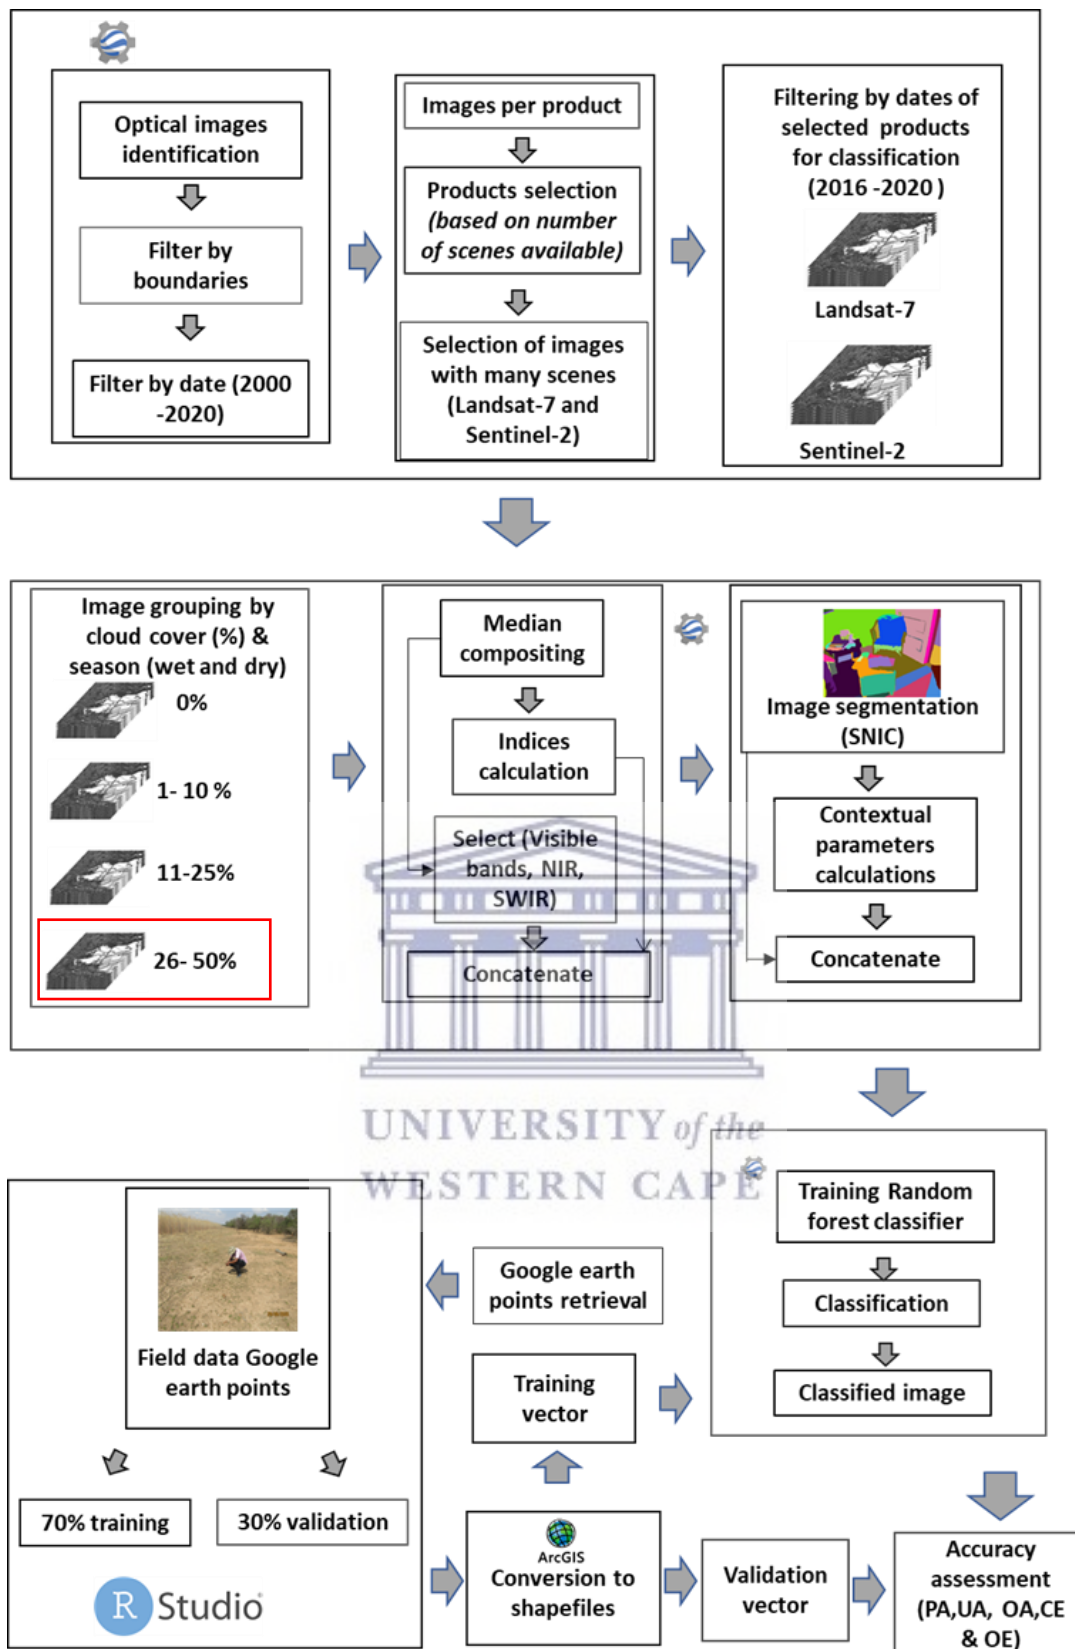 Optical images
identification
Filter by
boundaries
Filter by date (2000
-2020)
Images per product
Products selection
(based on number
of scenes available)
Selection of images
with many scenes
(Landsat-7 and
Sentinel-2)
Filtering by dates of
selected products
for classification
(2016 -2020 )
Landsat-7
Sentinel-2
Image grouping by
cloud cover (%) &
season (wet and dry)
0%
1- 10 %
11-25%
26- 50%
Median
compositing
Indices
calculation
Select (Visible
bands, NIR,
SWIR)
Concatenate
Image segmentation
(SNIC)
Contextual
parameters
calculations
Concatenate
UNIVERSITY of the
WESTERN CAPE
Training Random
forest classifier
Classification
Classified image
Google earth
points retrieval
Training
vector
Field data Google
earth points
70% training
30% validation
R Studio
ArcGIS
Conversion to
shapefiles
Validation
vector
Accuracy
assessment
(PA,UA, OA,CE
& OE)